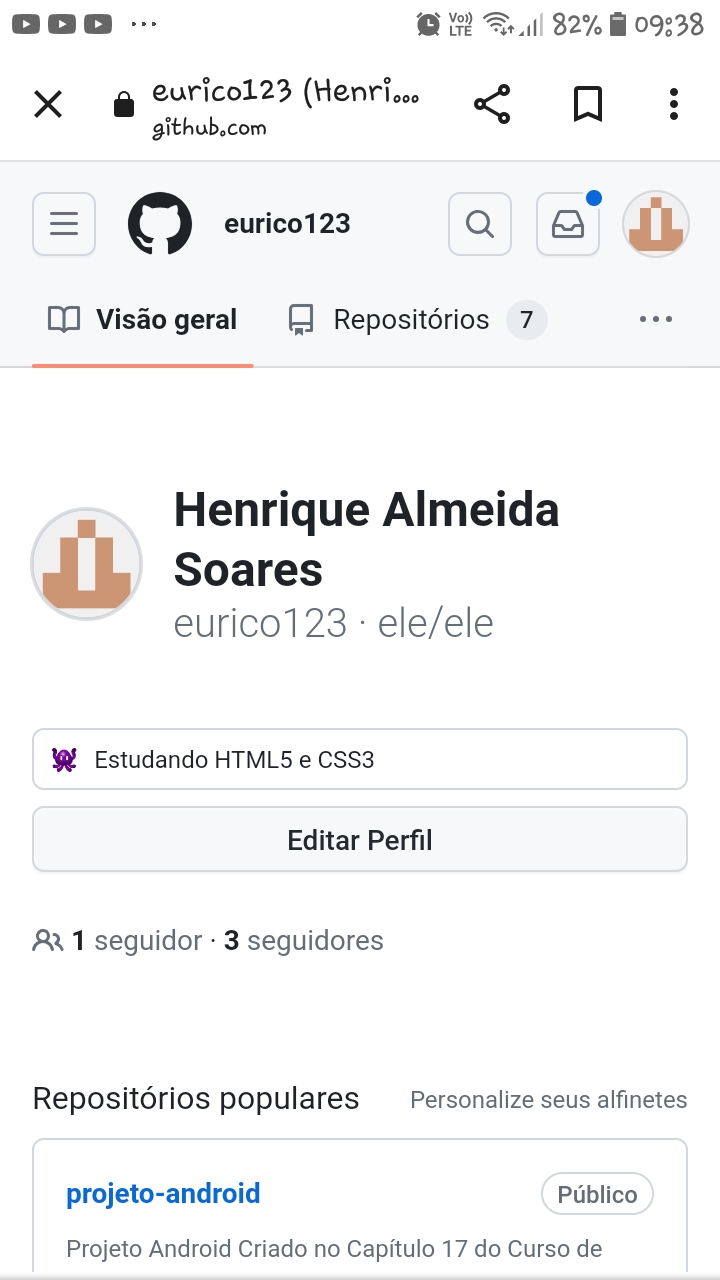 Vo)) LTE 82% 09:38
eurico123 (Henri...
github.com
eurico123
Visão geral Repositórios 7
Henrique Almeida
Soares
eurico123 · ele/ele
Estudando HTML5 e CSS3
Editar Perfil
1 seguidor · 3 seguidores
Repositórios populares Personalize seus alfinetes
projeto-android Público
Projeto Android Criado no Capítulo 17 do Curso de